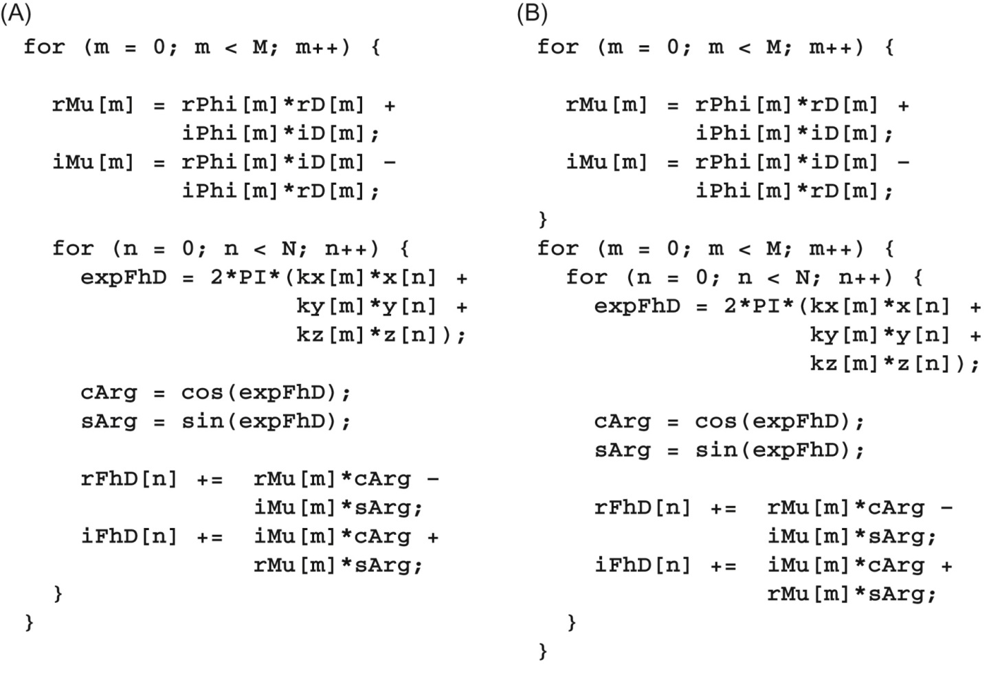 (A)
for (m = 0; m < M; m++) {
rMu[m] = rPhi[m]*rD[m] +
iPhi[m]*iD[m];
iMu[m] = rPhi[m]*iD[m] –
iPhi[m]*rD[m];
for (n = 0; n < N; n++) {
expFhD = 2*PI*(kx[m]*x[n] +
ky[m]*y[n] +
kz[m]*z[n]);
cArg = cos(expFhD);
sArg = sin(expFhD);
rFhD[n] += rMu[m]*cArg –
iMu[m]*sArg;
iFhD[n] += iMu[m]*cArg +
rMu[m]*sArg;
}
}
(B)
for (m = 0; m < M; m++) {
rMu[m] = rPhi[m]*rD[m] +
iPhi[m]*iD[m];
iMu[m] = rPhi[m]*iD[m] –
iPhi[m]*rD[m];
}
for (m = 0; m < M; m++) {
for (n = 0; n < N; n++) {
expFhD = 2*PI*(kx[m]*x[n] +
ky[m]*y[n] +
kz[m]*z[n]);
cArg = cos(expFhD);
sArg = sin(expFhD);
rFhD[n] += rMu[m]*cArg –
iMu[m]*sArg;
iFhD[n] += iMu[m]*cArg +
rMu[m]*sArg;
}
}